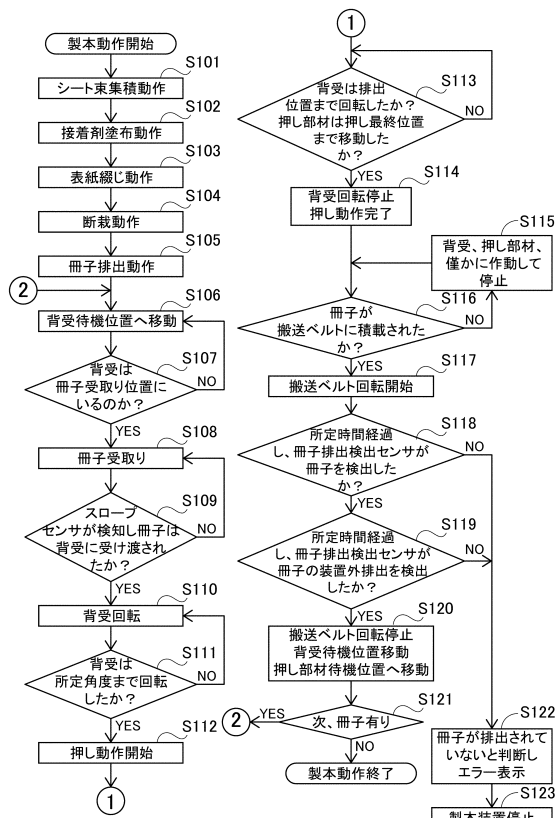 製本動作開始
S101
シート束集積動作
S102
接着剤塗布動作
S103
表紙綴じ動作
S104
断裁動作
S105
冊子排出動作
2
S106
背受待機位置へ移動
S107
背受は
冊子受取り位置に
いるのか?
NO
YES
S108
冊子受取り
S109
スロープ
センサが検知し冊子は
背受に受け渡され
たか?
NO
YES
S110
背受回転
S111
背受は
所定角度まで回転
したか?
NO
YES
S112
押し動作開始
1
1
S113
背受は排出
位置まで回転したか?
押し部材は押し最終位置
まで移動した
か?
NO
YES
S114
背受回転停止
押し動作完了
S115
背受、押し部材、
僅かに作動して
停止
S116
冊子が
搬送ベルトに積載された
か?
NO
YES
S117
搬送ベルト回転開始
S118
所定時間経過
し、冊子排出検出センサが
冊子を検出した
か?
NO
YES
S119
所定時間経過
し、冊子排出検出センサが
冊子の装置外排出を検出
したか?
NO
YES
S120
搬送ベルト回転停止
背受待機位置移動
押し部材待機位置へ移動
S121
次、冊子有り
YES
2
NO
製本動作終了
S122
冊子が排出されて
いないと判断し
エラー表示
S123
製本装置停止